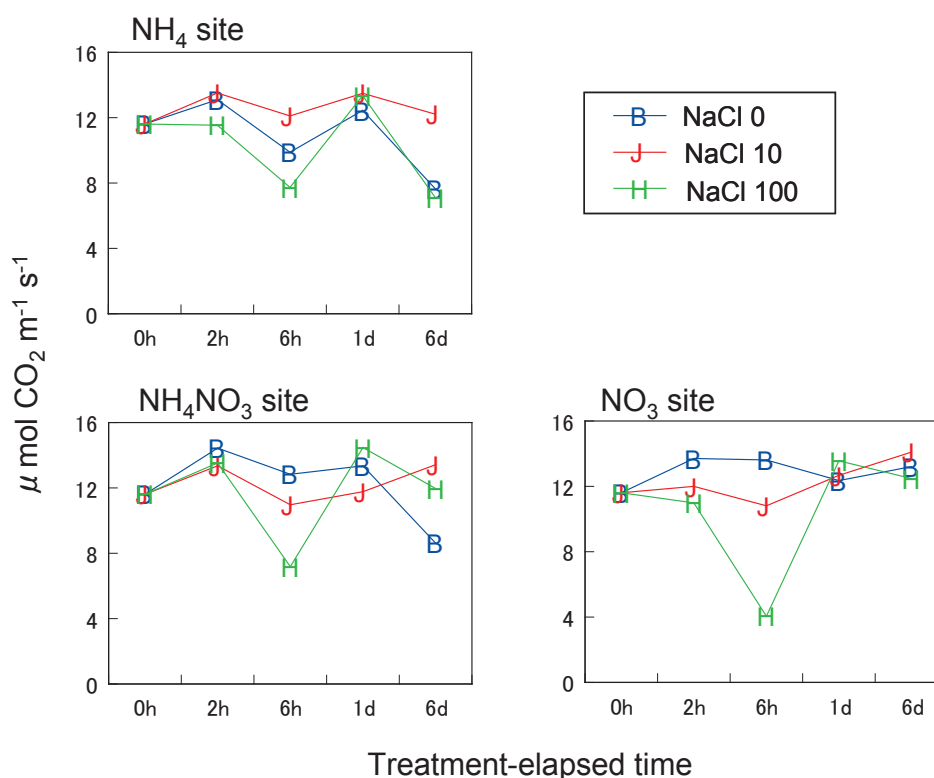 NH₄ site
16
12
8
4
0
0h 2h 6h 1d 6d
B NaCl 0
J NaCl 10
H NaCl 100
μ mol CO₂ m⁻¹ s⁻¹
NH₄NO₃ site
16
12
8
4
0
0h 2h 6h 1d 6d
NO₃ site
16
12
8
4
0
0h 2h 6h 1d 6d
Treatment-elapsed time